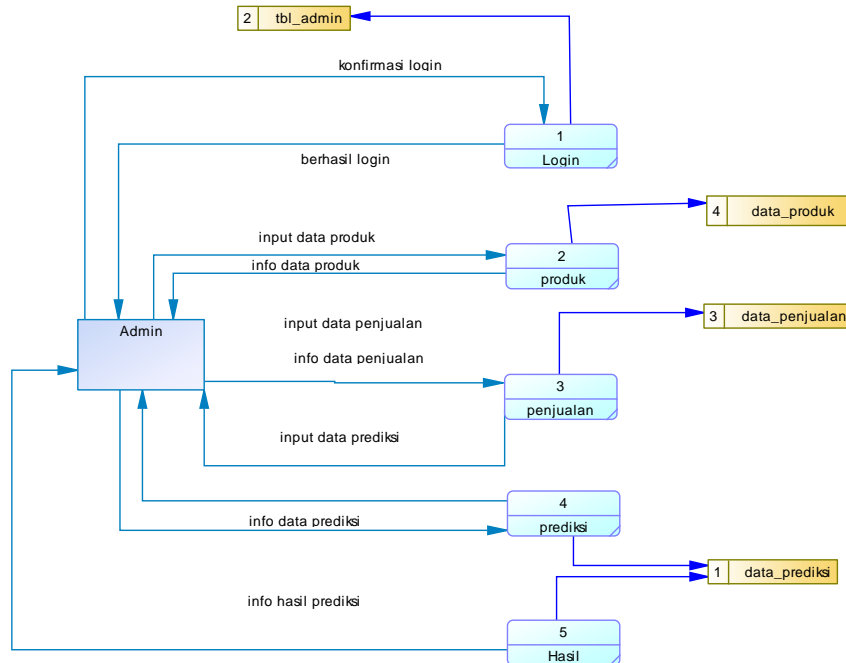 2 tbl_admin
konfirmasi login
1
Login
berhasil login
4 data_produk
input data produk
2
info data produk
produk
3 data_penjualan
Admin
input data penjualan
info data penjualan
3
penjualan
input data prediksi
4
info data prediksi
prediksi
1 data_prediksi
info hasil prediksi
5
Hasil